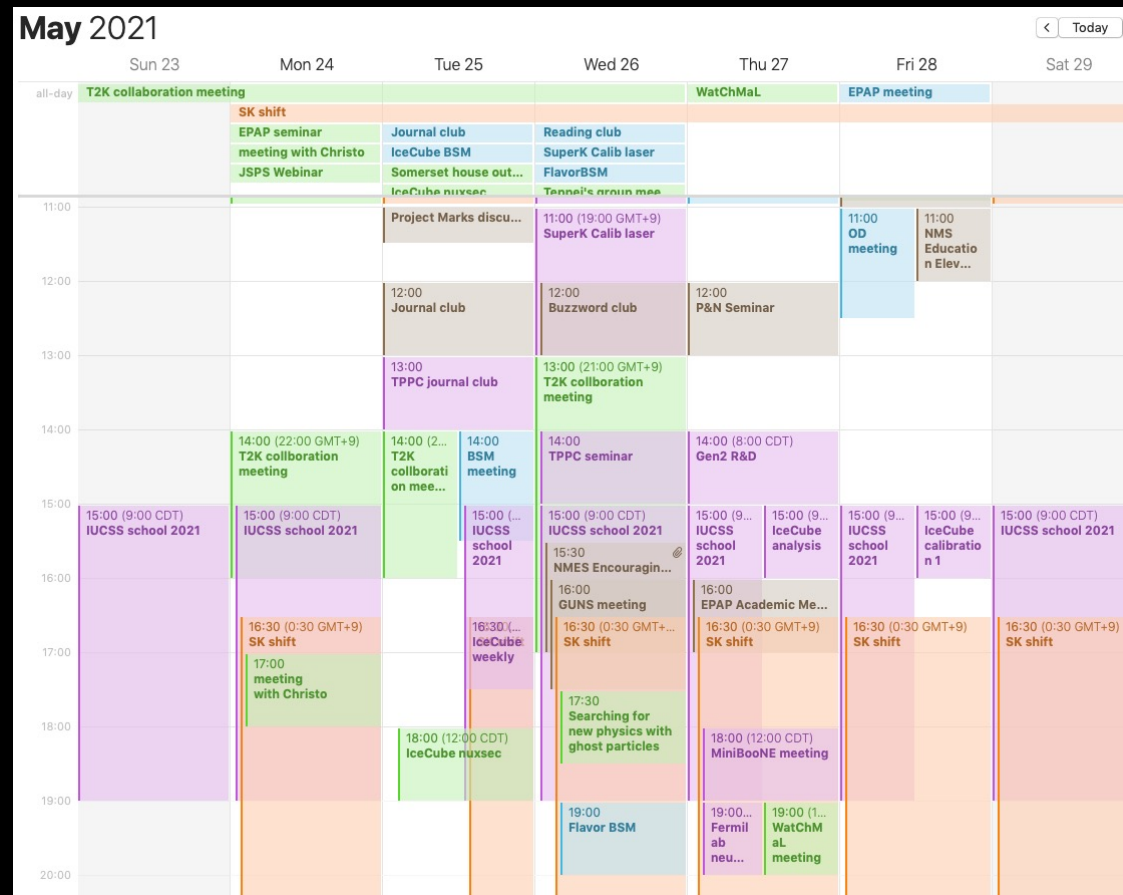 May 2021
< Today
Sun 23 Mon 24 Tue 25 Wed 26 Thu 27 Fri 28 Sat 29
all-day T2K collaboration meeting WatChMaL EPAP meeting
SK shift
EPAP seminar Journal club Reading club
meeting with Christo IceCube BSM SuperK Calib laser
JSPS Webinar Somerset house out... FlavorBSM
IceCube nuxsec Teppei's group mee
11:00
12:00
13:00
14:00
15:00
16:00
17:00
18:00
19:00
20:00
15:00 (9:00 CDT)
IUCSS school 2021
14:00 (22:00 GMT+9)
T2K collboration
meeting
15:00 (9:00 CDT)
IUCSS school 2021
16:30 (0:30 GMT+9)
SK shift
17:00
meeting
with Christo
Project Marks discu...
12:00
Journal club
13:00
TPPC journal club
14:00 (2...
T2K
collborati
on mee...
14:00
BSM
meeting
15:00 (...
IUCSS
school
2021
16:30 (...
IceCube
weekly
18:00 (12:00 CDT)
IceCube nuxsec
11:00 (19:00 GMT+9)
SuperK Calib laser
12:00
Buzzword club
13:00 (21:00 GMT+9)
T2K collboration
meeting
14:00
TPPC seminar
15:00 (9:00 CDT)
IUCSS school 2021
15:30
NMES Encouragin...
16:00
GUNS meeting
16:30 (0:30 GMT+...
SK shift
17:30
Searching for
new physics with
ghost particles
19:00
Flavor BSM
12:00
P&N Seminar
14:00 (8:00 CDT)
Gen2 R&D
15:00 (9...
IUCSS
school
2021
15:00 (9...
IceCube
analysis
16:00
EPAP Academic Me...
16:30 (0:30 GMT+9)
SK shift
18:00 (12:00 CDT)
MiniBooNE meeting
19:00...
Fermil
ab
neu...
19:00 (1...
WatChM
aL
meeting
11:00
OD
meeting
11:00
NMS
Educatio
n Elev...
15:00 (9...
IUCSS
school
2021
15:00 (9...
IceCube
calibratio
n 1
16:30 (0:30 GMT+9)
SK shift
15:00 (9:00 CDT)
IUCSS school 2021
16:30 (0:30 GMT+9)
SK shift